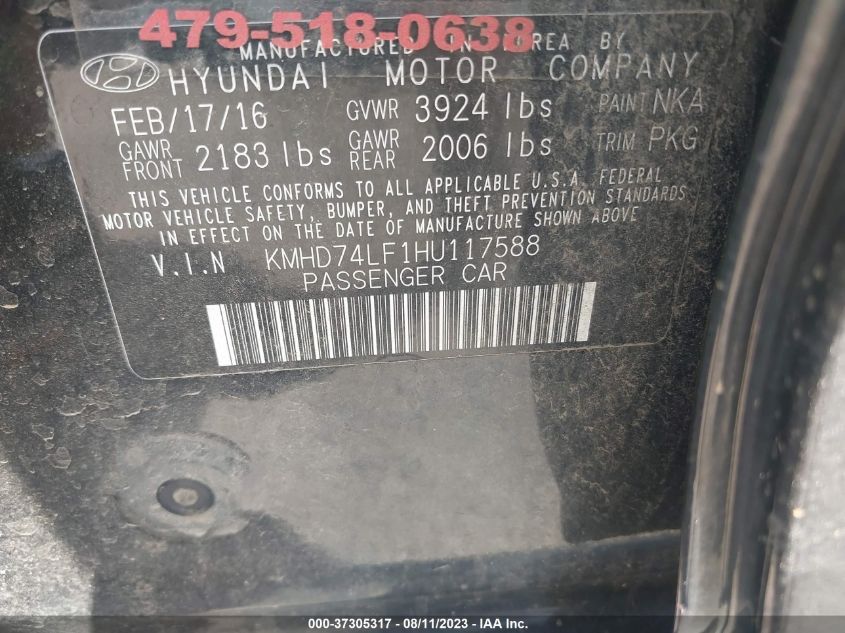 479-518-0638
MANUFACTURED IN KOREA BY
HYUNDAI MOTOR COMPANY
FEB/17/16 GVWR 3924 lbs PAINT NKA
GAWR FRONT 2183 lbs GAWR REAR 2006 lbs TRIM PKG
THIS VEHICLE CONFORMS TO ALL APPLICABLE U.S.A. FEDERAL
MOTOR VEHICLE SAFETY, BUMPER, AND THEFT PREVENTION STANDARDS
IN EFFECT ON THE DATE OF MANUFACTURE SHOWN ABOVE
V.I.N KMHD74LF1HU117588
PASSENGER CAR
000-37305317 - 08/11/2023 - Copyright © 2023 IAA, Inc.